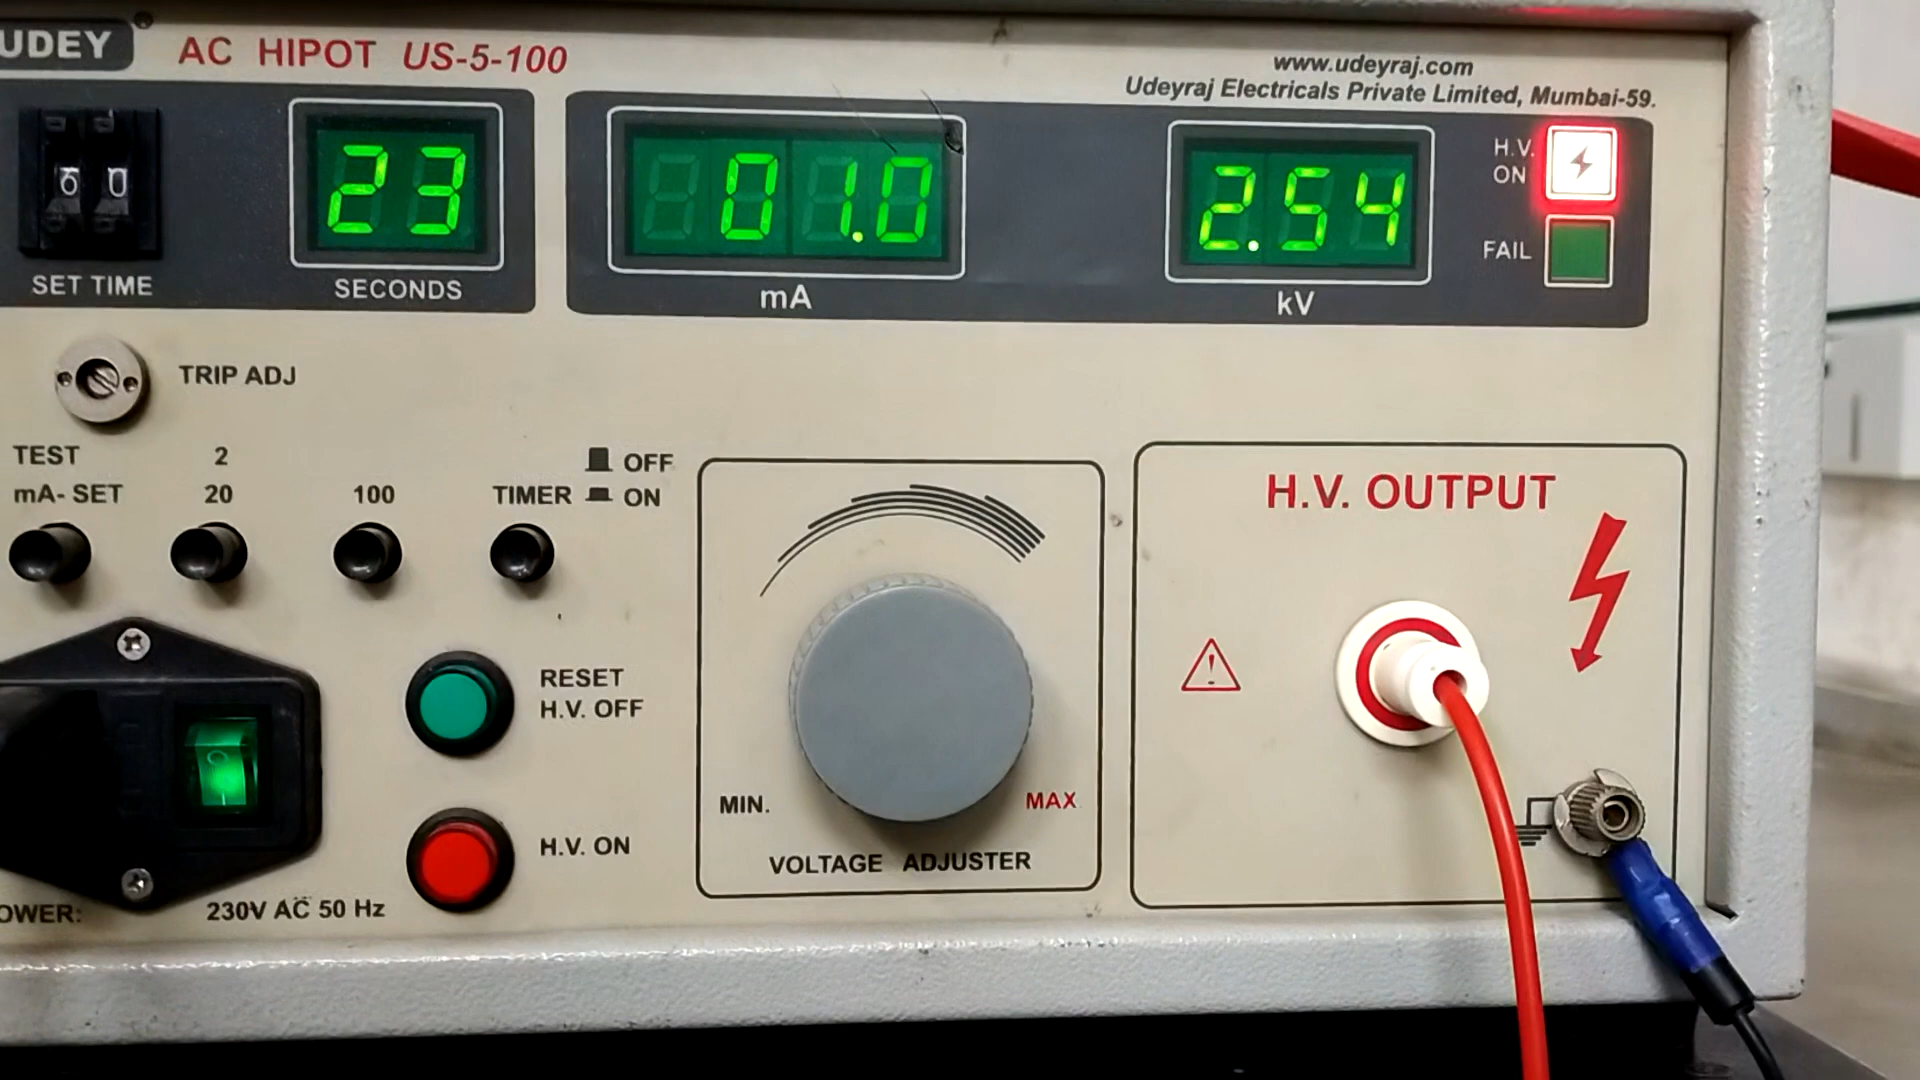 UDEY
AC HIPOT US-5-100
www.udeyraj.com
Udeyraj Electricals Private Limited, Mumbai-59.
60
23
01.0
2.54
H.V.
ON
FAIL
SET TIME
SECONDS
mA
kV
TRIP ADJ
TEST
mA- SET
2
20
100
TIMER
OFF
ON
H.V. OUTPUT
RESET
H.V. OFF
H.V. ON
MIN.
MAX
VOLTAGE ADJUSTER
OWER:
230V AC 50 Hz